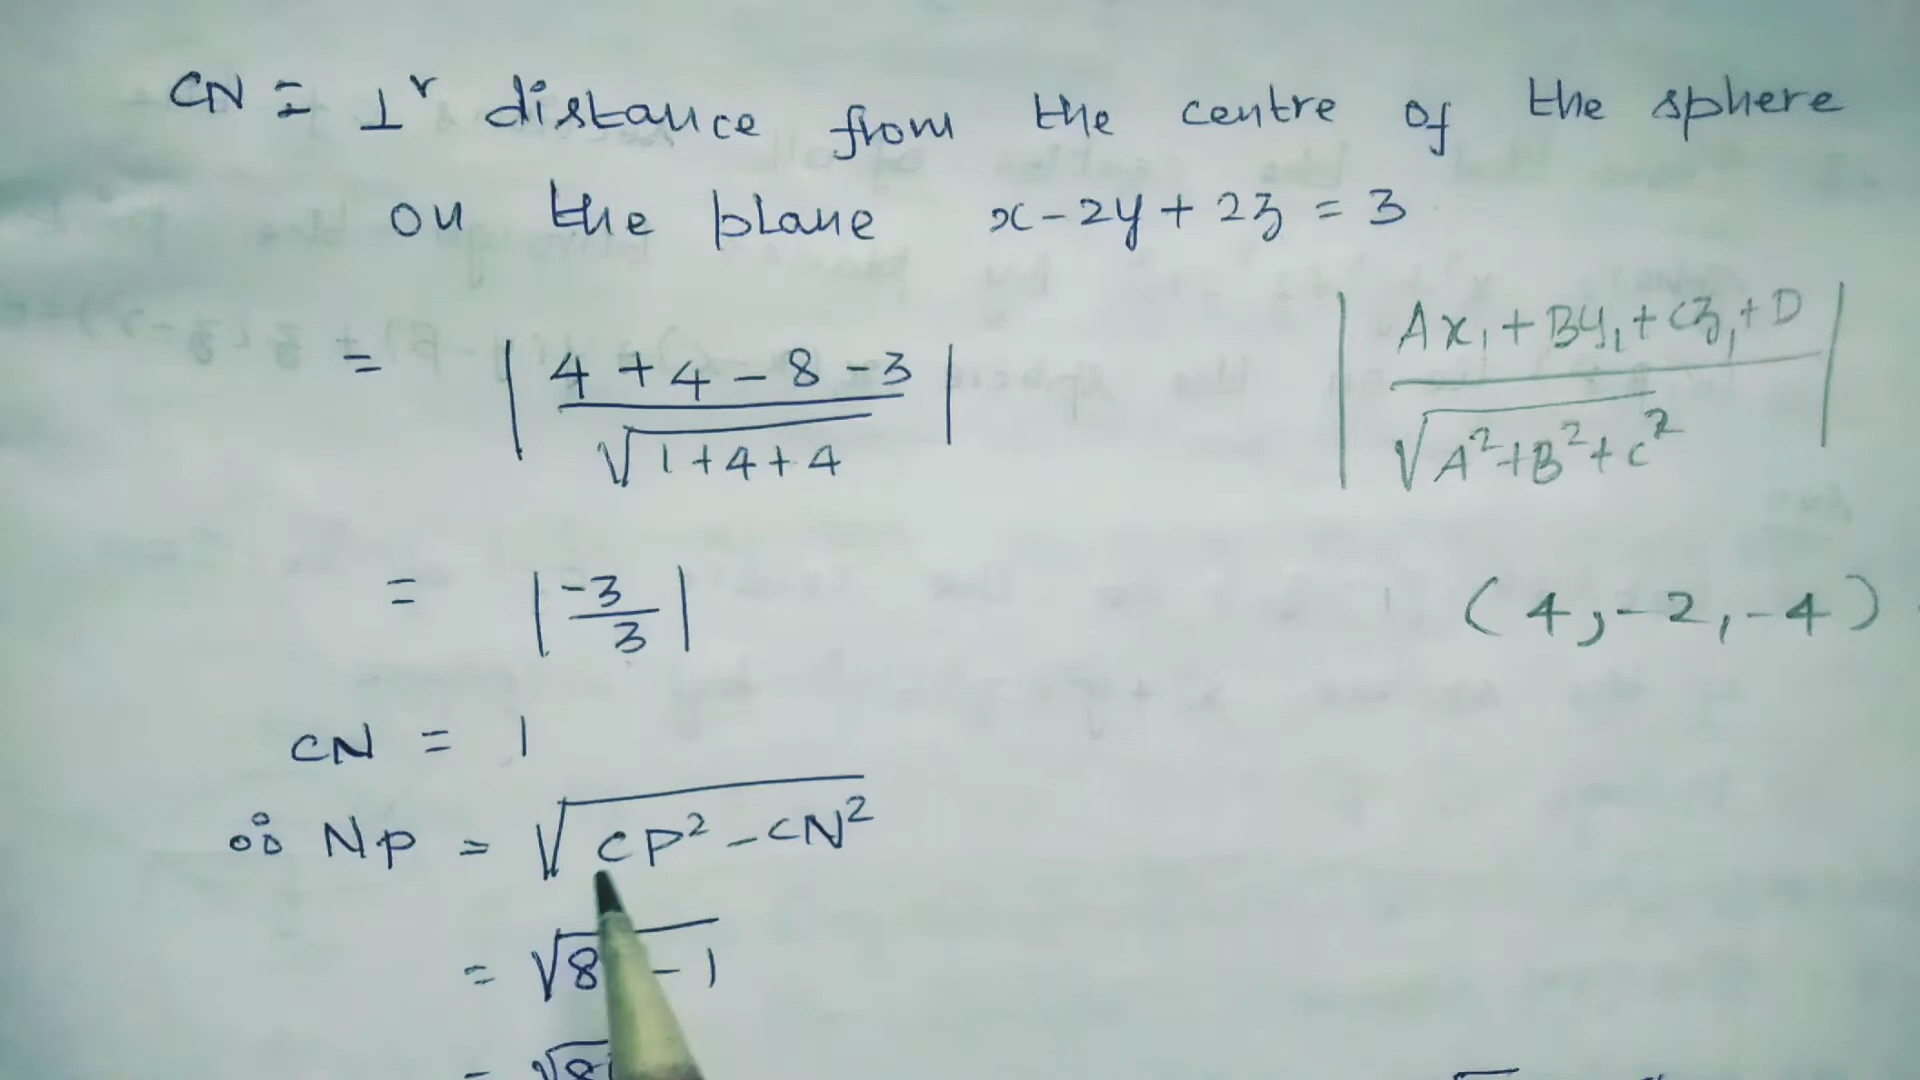 CN = ⊥r distance from the centre of the sphere
on the plane x - 2y + 2z = 3
= | 4 + 4 - 8 - 3 / √1+4+4 |
| Ax₁ + By₁ + Cz₁ + D / √A²+B²+C² |
= | -3 / 3 |
(4, -2, -4)
CN = 1
∴ NP = √CP² - CN²
= √8 - 1
= √8